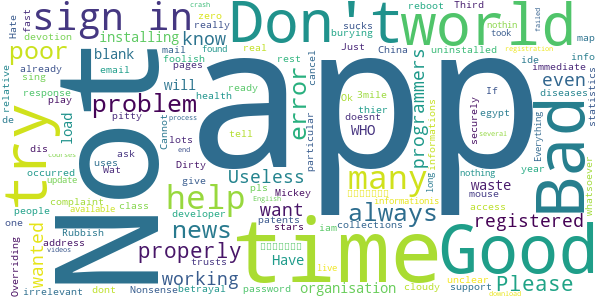 sign in
Don't
world
Not
app
time
Good
Bad
try
problem
help
always
many
news
properly
error
programmers
organisation
registered
Please
working
Useless
want
wanted
poor
installing
know
blank
load
even
will
WHO
waste
Have
Hate
fast
devotion
zero
really
crash
burying
reboot
Third
sucks
nothin
failed
mail
found
Just
China
uninstalled
took
map
already
email
foolish
real
rest
cancel
pages
ready
ide
info
relative
sing
response
play
health
Ok
3mile
thier
If
immediate
egypt
diseases
statistics
de
pitty
Cannot
process
lots
tell
particular
doesnt
securely
several
registration
Everything
dis
end
Dirty
occurred
uses
ask
Wat
courses
update
class
give
pls
English
Mickey
informations
long
nothing
year
mouse
whatsoever
people
available
complaint
developer
patents
informationis
access
one
address
Rubbish
videos
trusts
stars
iam
collections
Overriding
dont
irrelevant
Nonsense
betrayal
password
live
cloudy
unclear
support
download